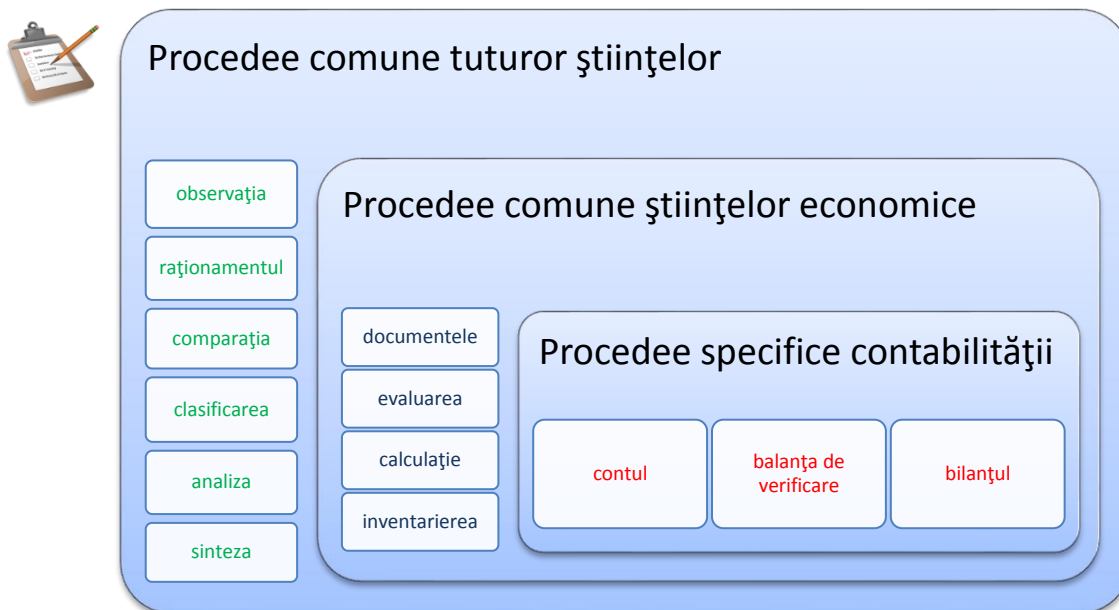 Procedee comune tuturor ştiinţelor
observaţia
raţionamentul
comparaţia
clasificarea
analiza
sinteza
Procedee comune ştiinţelor economice
documentele
evaluarea
calculaţie
inventarierea
Procedee specifice contabilităţii
contul
balanţa de
verificare
bilanţul